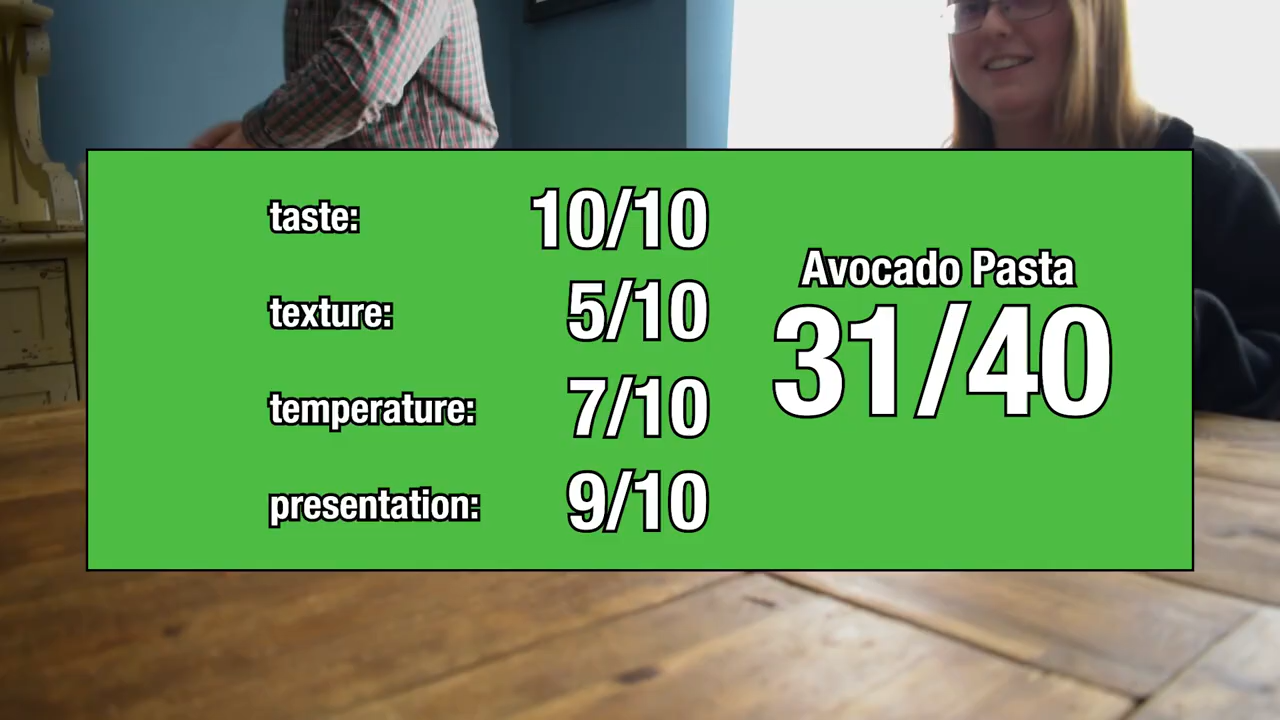 taste: 10/10
texture: 5/10
temperature: 7/10
presentation: 9/10
Avocado Pasta
31/40